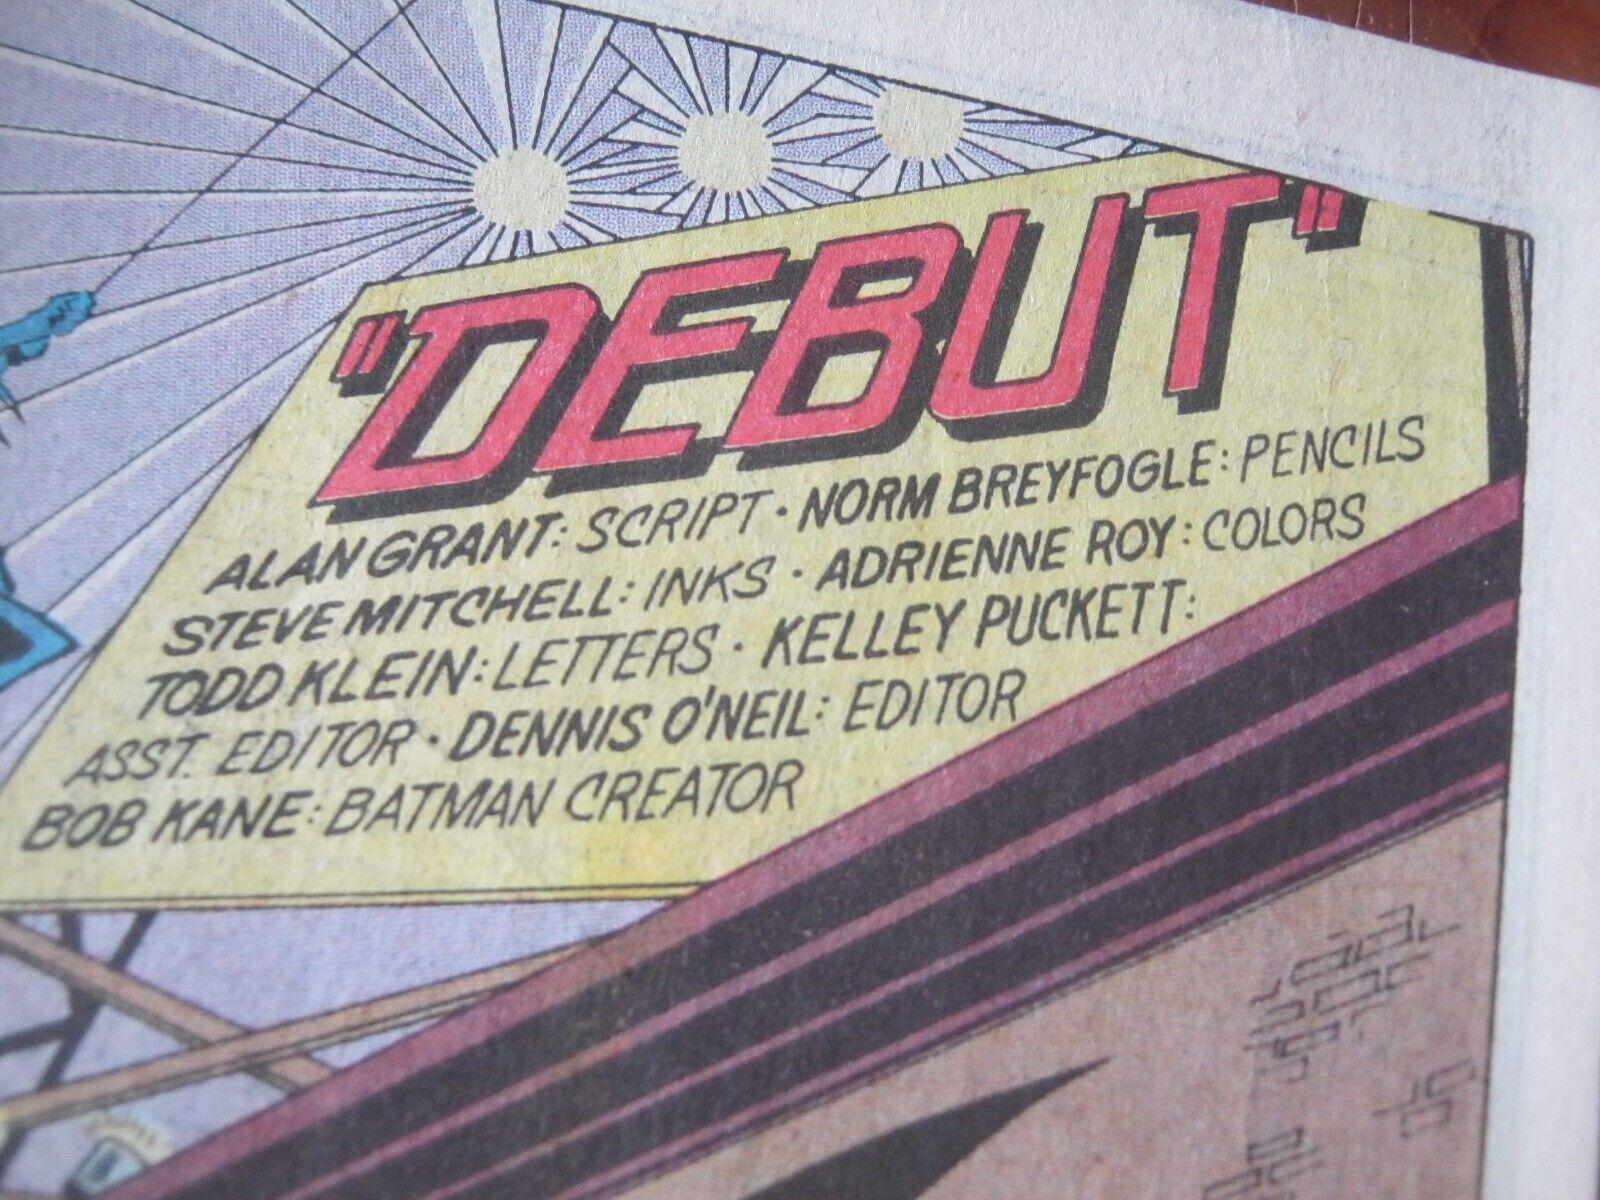 "DEBUT"
ALAN GRANT: SCRIPT · NORM BREYFOGLE: PENCILS
STEVE MITCHELL: INKS · ADRIENNE ROY: COLORS
TODD KLEIN: LETTERS · KELLEY PUCKETT:
ASST. EDITOR · DENNIS O'NEIL: EDITOR
BOB KANE: BATMAN CREATOR